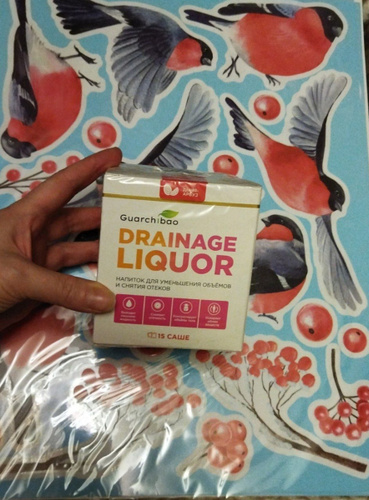 Guarchibao
DRAINAGE
LIQUOR
НАПИТОК ДЛЯ УМЕНЬШЕНИЯ ОБЪЁМОВ
И СНЯТИЯ ОТЕКОВ
15 САШЕ